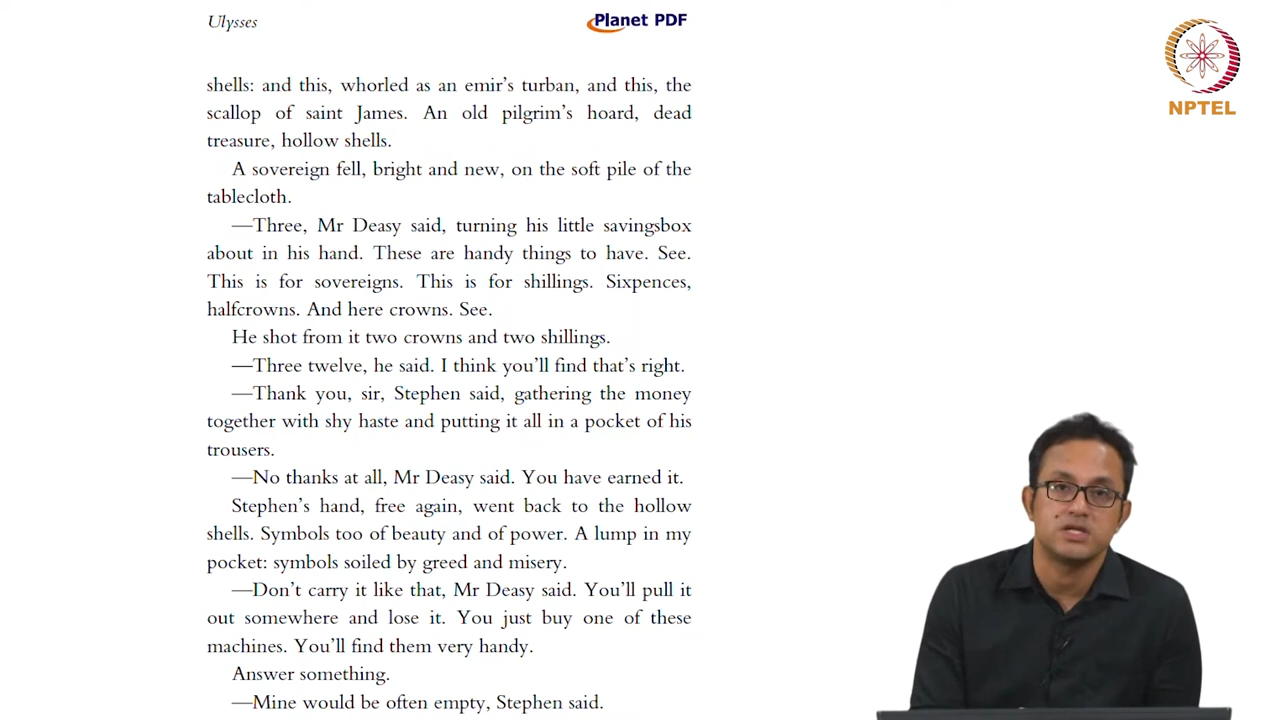 Ulysses
Planet PDF
NPTEL
shells: and this, whorled as an emir’s turban, and this, the
scallop of saint James. An old pilgrim’s hoard, dead
treasure, hollow shells.
A sovereign fell, bright and new, on the soft pile of the
tablecloth.
—Three, Mr Deasy said, turning his little savingsbox
about in his hand. These are handy things to have. See.
This is for sovereigns. This is for shillings. Sixpences,
halfcrowns. And here crowns. See.
He shot from it two crowns and two shillings.
—Three twelve, he said. I think you’ll find that’s right.
—Thank you, sir, Stephen said, gathering the money
together with shy haste and putting it all in a pocket of his
trousers.
—No thanks at all, Mr Deasy said. You have earned it.
Stephen’s hand, free again, went back to the hollow
shells. Symbols too of beauty and of power. A lump in my
pocket: symbols soiled by greed and misery.
—Don’t carry it like that, Mr Deasy said. You’ll pull it
out somewhere and lose it. You just buy one of these
machines. You’ll find them very handy.
Answer something.
—Mine would be often empty, Stephen said.